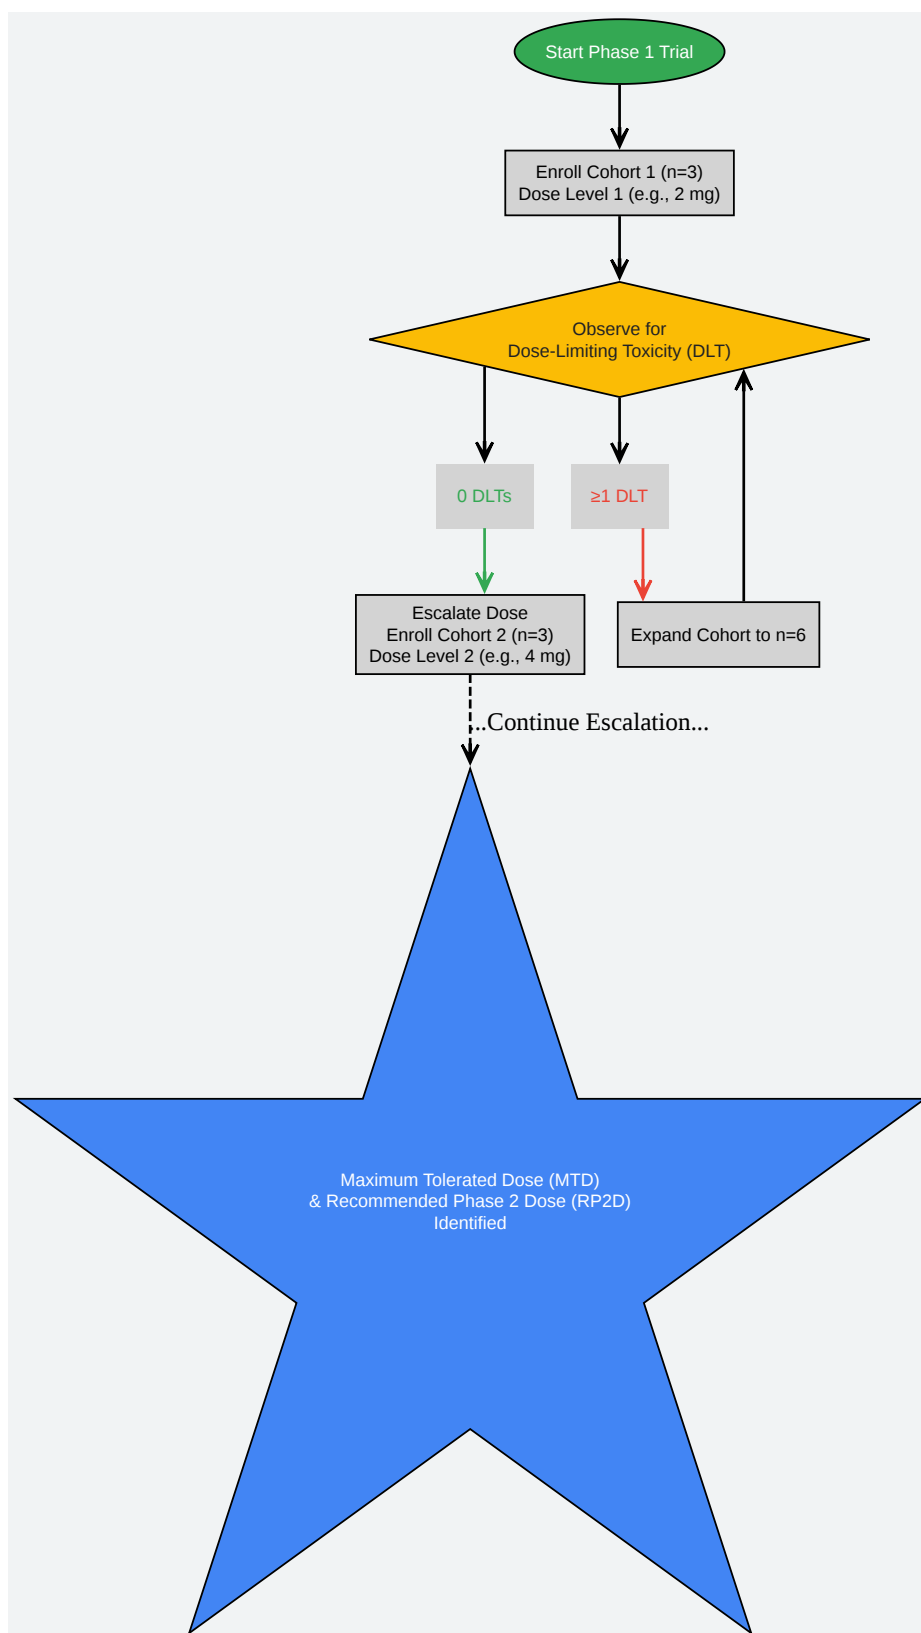 Start Phase 1 Trial
Enroll Cohort 1 (n=3)
Dose Level 1 (e.g., 2 mg)
Observe for
Dose-Limiting Toxicity (DLT)
0 DLTs
≥1 DLT
Escalate Dose
Enroll Cohort 2 (n=3)
Dose Level 2 (e.g., 4 mg)
Expand Cohort to n=6
...Continue Escalation...
Maximum Tolerated Dose (MTD)
& Recommended Phase 2 Dose (RP2D)
Identified